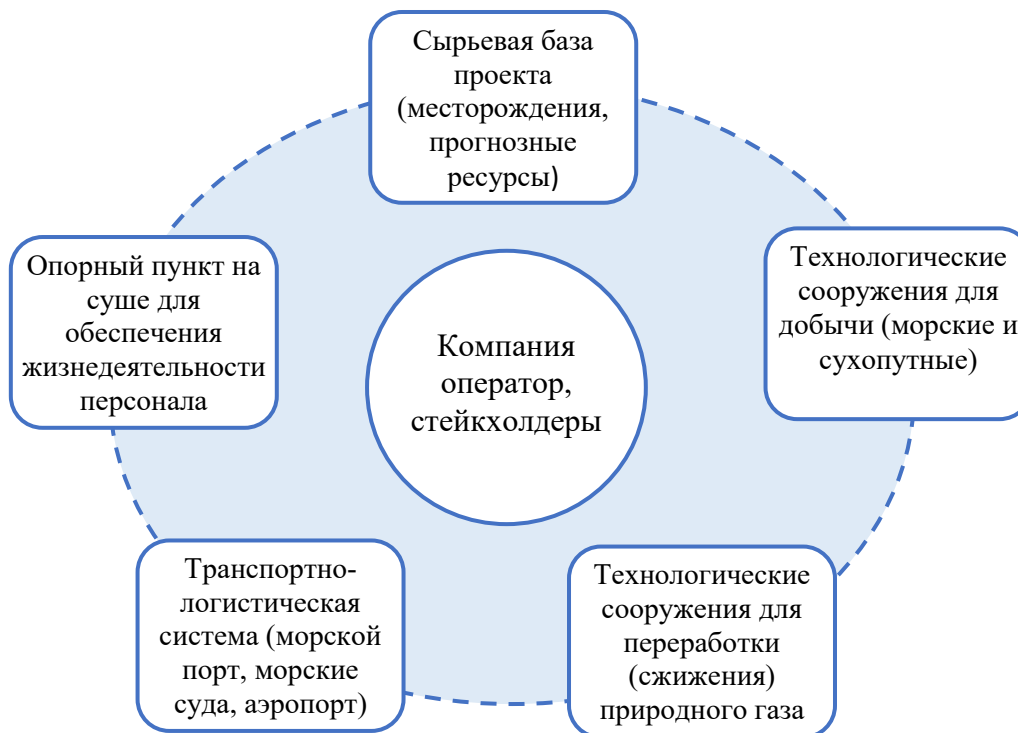 Сырьевая база
проекта
(месторождения,
прогнозные
ресурсы)
Опорный пункт на
суше для
обеспечения
жизнедеятельности
персонала
Технологические
сооружения для
добычи (морские и
сухопутные)
Компания
оператор,
стейкхолдеры
Транспортно-
логистическая
система (морской
порт, морские
суда, аэропорт)
Технологические
сооружения для
переработки
(сжижения)
природного газа